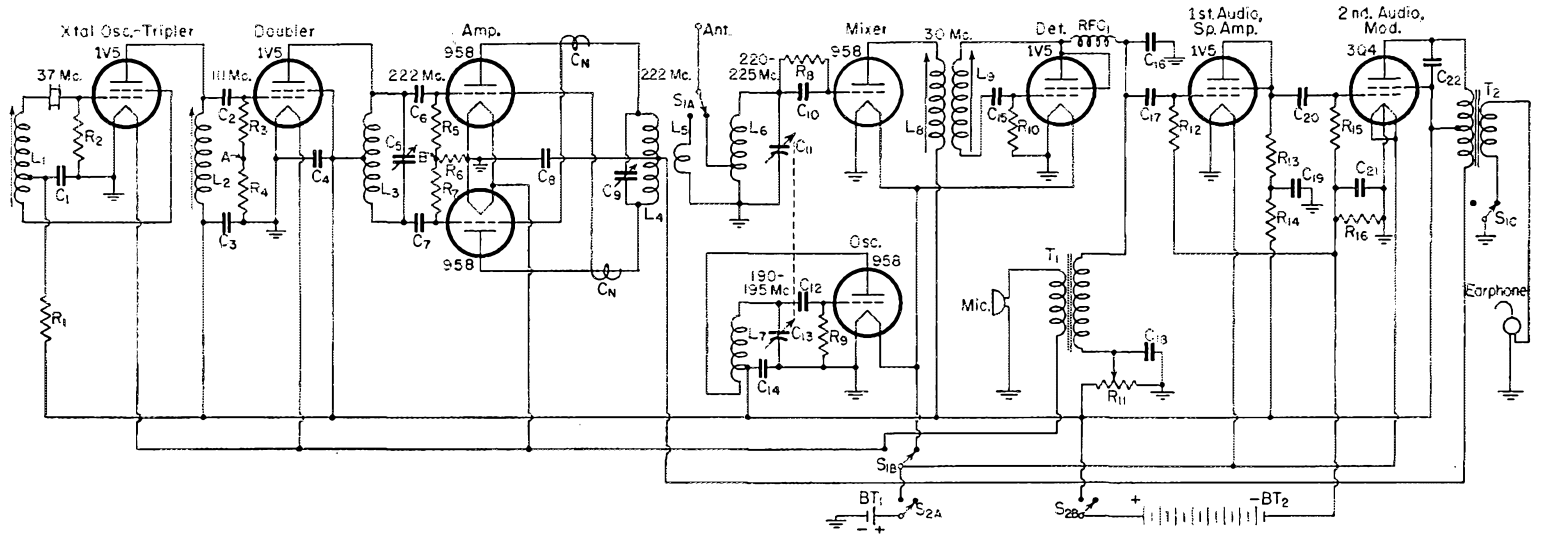 Xtal Osc.-Tripler
1V5
37 Mc.
R2
L1
C1
R1
Doubler
1V5
111 Mc.
C2
R3
A
L2
R4
C3
C4
Amp.
958
222 Mc.
C6
R5
C5
B
R6
R7
L3
C7
958
C8
CN
CN
222 Mc.
C9
L4
Ant.
S1A
L5
L6
220-
225 Mc.
R8
C10
C11
Mixer
958
30 Mc.
L8
L9
Osc.
958
190-
195 Mc.
C12
L7
C13
R9
C14
Det.
1V5
RFC1
C15
R10
C16
1st. Audio,
Sp. Amp.
1V5
C17
R12
R13
C19
R14
2nd. Audio,
Mod.
3Q4
C20
R15
C21
R16
C22
T2
S1C
Earphone
Mic.
T1
C18
R11
S1B
BT1
- +
S2A
S2B
+
-BT2